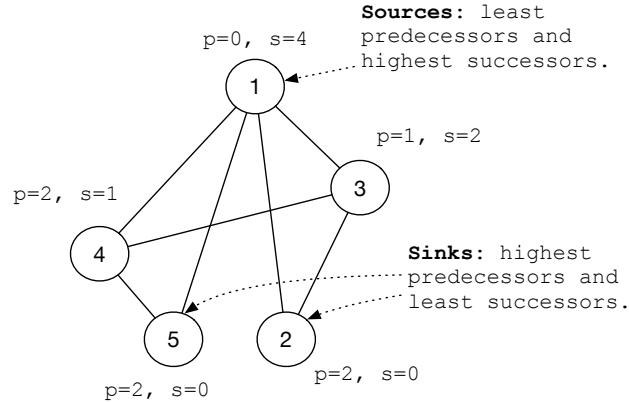 Sources: least
predecessors and
highest successors.
p=0, s=4
1
p=1, s=2
3
p=2, s=1
4
Sinks: highest
predecessors and
least successors.
5
2
p=2, s=0
p=2, s=0